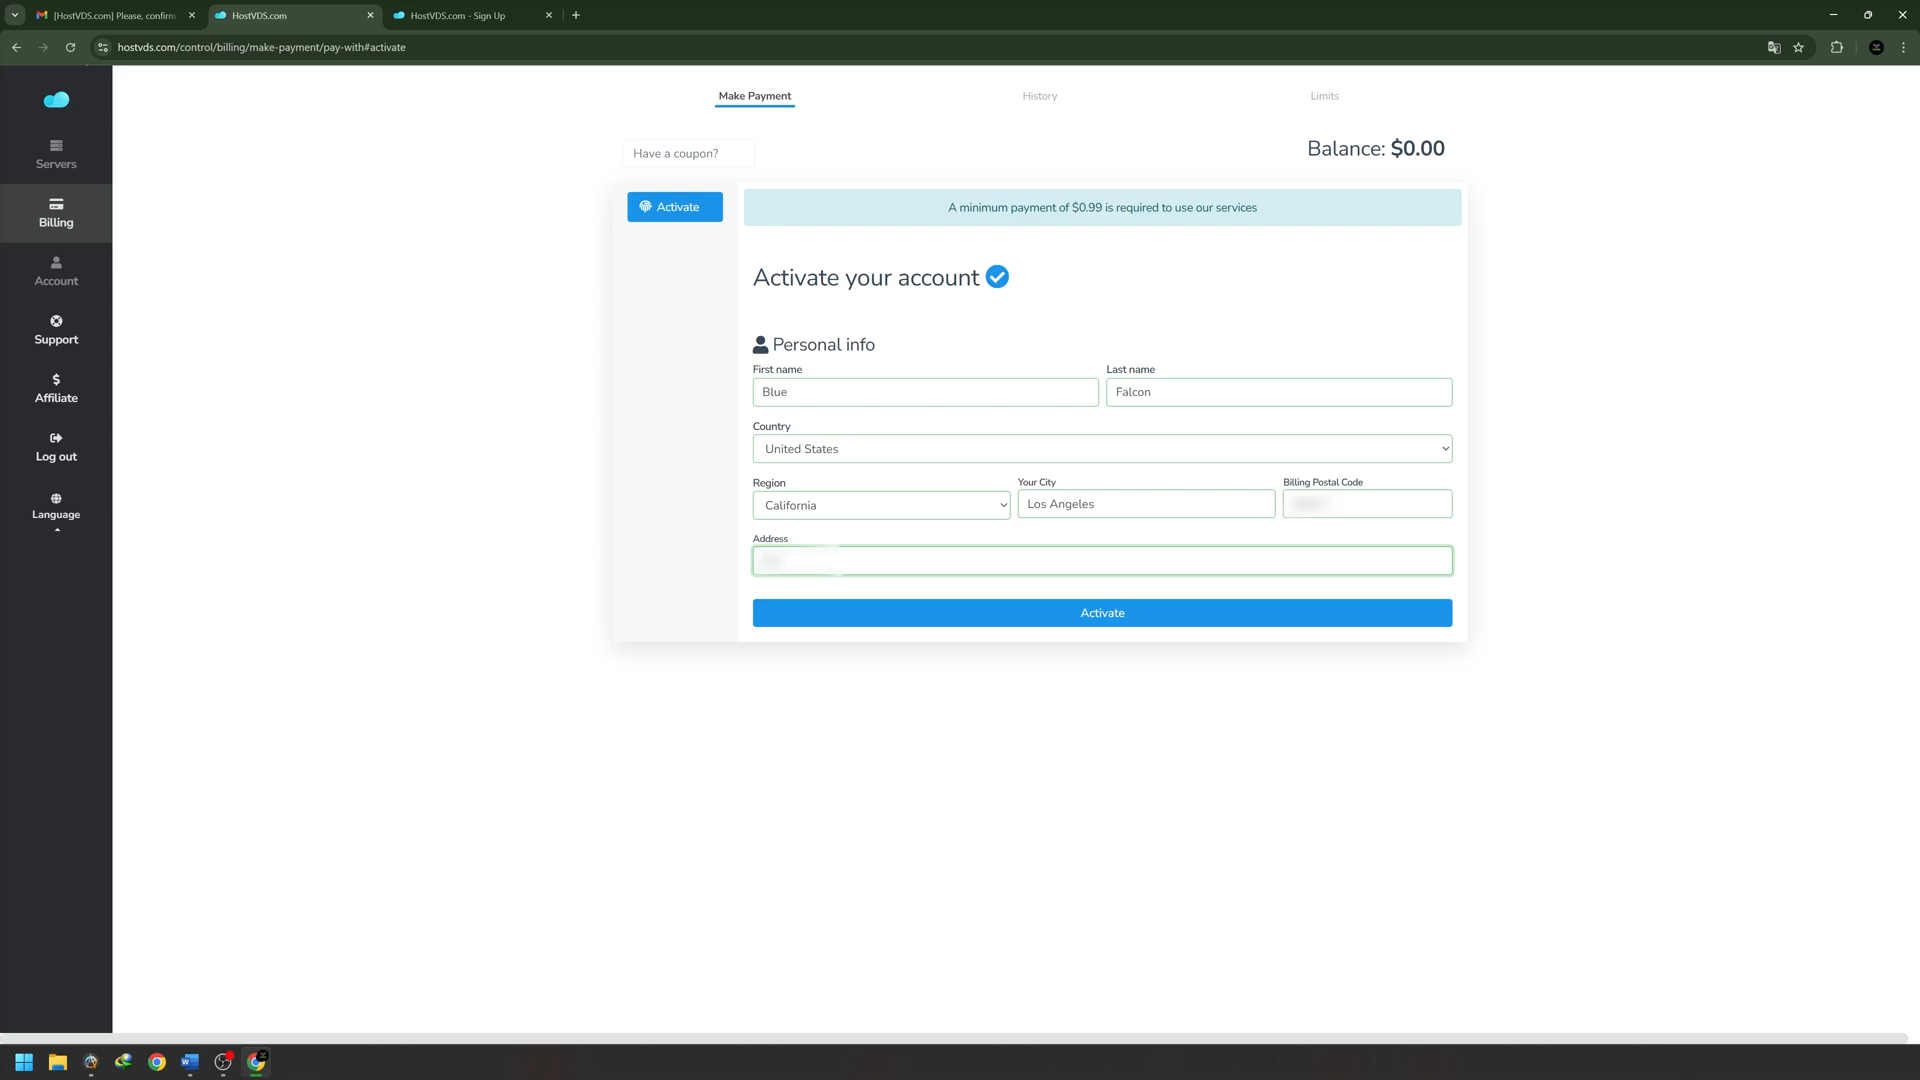 [HostVDS.com] Please, confirm
HostVDS.com
HostVDS.com - Sign Up
hostvds.com/control/billing/make-payment/pay-with#activate
Servers
Billing
Account
Support
Affiliate
Log out
Language
Make Payment
History
Limits
Have a coupon?
Balance: $0.00
Activate
A minimum payment of $0.99 is required to use our services
Activate your account
Personal info
First name
Last name
Blue
Falcon
Country
United States
Region
Your City
Billing Postal Code
California
Los Angeles
Address
Activate